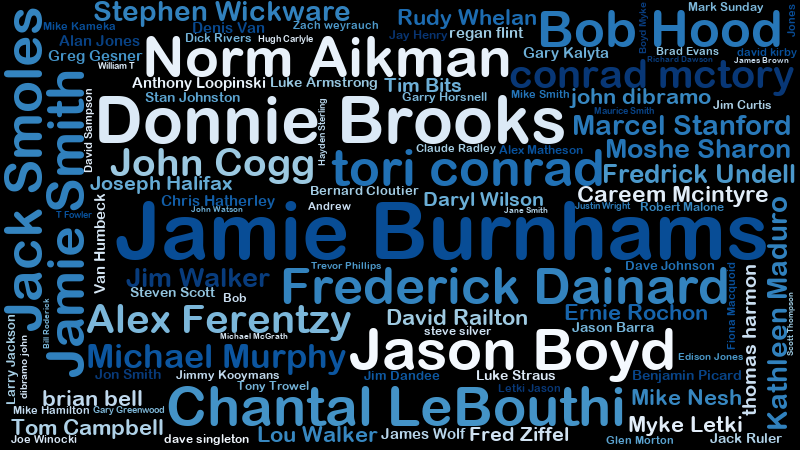 Stephen Wickware
Mike Kameka
Denis Van
Zach weyrauch
Rudy Whelan
Mark Sunday
Jones
Alan Jones
Dick Rivers
Hugh Carlyle
Jay Henry
regan flint
Bob Hood
Boyd Myke
Greg Gesner
Norm Aikman
Gary Kalyta
Brad Evans
david kirby
William T
Richard Dawson
James Brown
Jack Smoles
Jamie Smith
David Sampson
Anthony Loopinski
Luke Armstrong
Tim Bits
conrad mctory
Stan Johnston
Hayden Stering
Garry Horsnell
Mike Smith
john dibramo
Jim Curtis
Maurice Smith
Donnie Brooks
Marcel Stanford
John Cogg
Claude Radley
Alex Matheson
Moshe Sharon
tori conrad
Fredrick Undell
Joseph Halifax
Bernard Cloutier
Careem Mcintyre
Chris Hatherley
Daryl Wilson
John Watson
Andrew
Jane Smith
Justin Wright
Robert Malone
T Fowler
Van Humbeck
Jamie Burnhams
Kathleen Maduro
Jim Walker
Trevor Phillips
Dave Johnson
Fiona Macquoid
thomas harmon
Scott Thompson
Steven Scott
Bob
Frederick Dainard
Bill Roderick
Larry Jackson
dibramo john
Alex Ferentzy
David Railton
Ernie Rochon
steve silver
Jason Barra
Michael McGrath
Michael Murphy
Jason Boyd
Edison Jones
Jon Smith
Jimmy Kooymans
Jim Dandee
Luke Straus
Benjamin Picard
Tony Trowel
Letki Jason
brian bell
Chantal LeBouthi
Mike Nesh
Mike Hamilton
Gary Greenwood
Tom Campbell
Myke Letki
Joe Winocki
dave singleton
Lou Walker
James Wolf
Fred Ziffel
Glen Morton
Jack Ruler